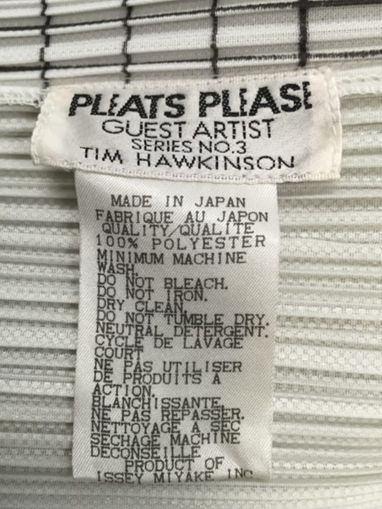 PLEATS PLEASE
GUEST ARTIST
SERIES NO.3
TIM HAWKINSON
MADE IN JAPAN
FABRIQUE AU JAPON
QUALITY/QUALITE
100% POLYESTER
MINIMUM MACHINE
WASH.
DO NOT BLEACH.
DO NOT IRON.
DRY CLEAN.
DO NOT TUMBLE DRY.
NEUTRAL DETERGENT.
CYCLE DE LAVAGE
COURT
NE PAS UTILISER
DE PRODUITS A
ACTION.
BLANCHISSANTE.
NE PAS REPASSER.
NETTOYAGE A SEC
SECHAGE MACHINE
DECONSEILLE
PRODUCT OF
ISSEY MIYAKE INC.